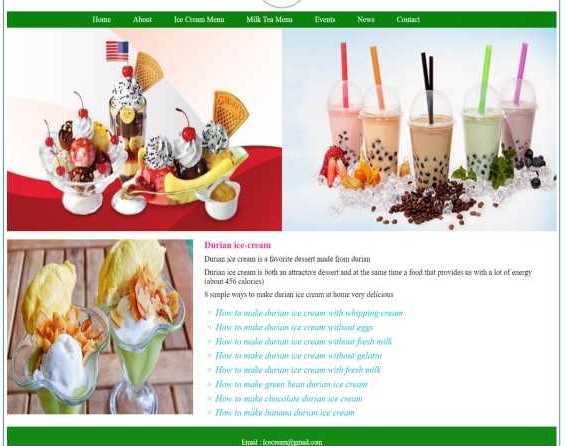 Home About Ice Cream Menu Milk Tea Menu Events News Contact
Durian ice-cream
Durian ice cream is a favorite dessert made from durian
Durian ice cream is both an attractive dessert and at the same time a food that provides us with a lot of energy
(about 456 calories)
8 simple ways to make durian ice cream at home very delicious
How to make durian ice cream with whipping cream
How to make durian ice cream without eggs
How to make durian ice cream without fresh milk
How to make durian ice cream without gelatin
How to make durian ice cream with fresh milk
How to make green bean durian ice cream
How to make chocolate durian ice cream
How to make banana durian ice cream
Email : Icecream@gmail.com